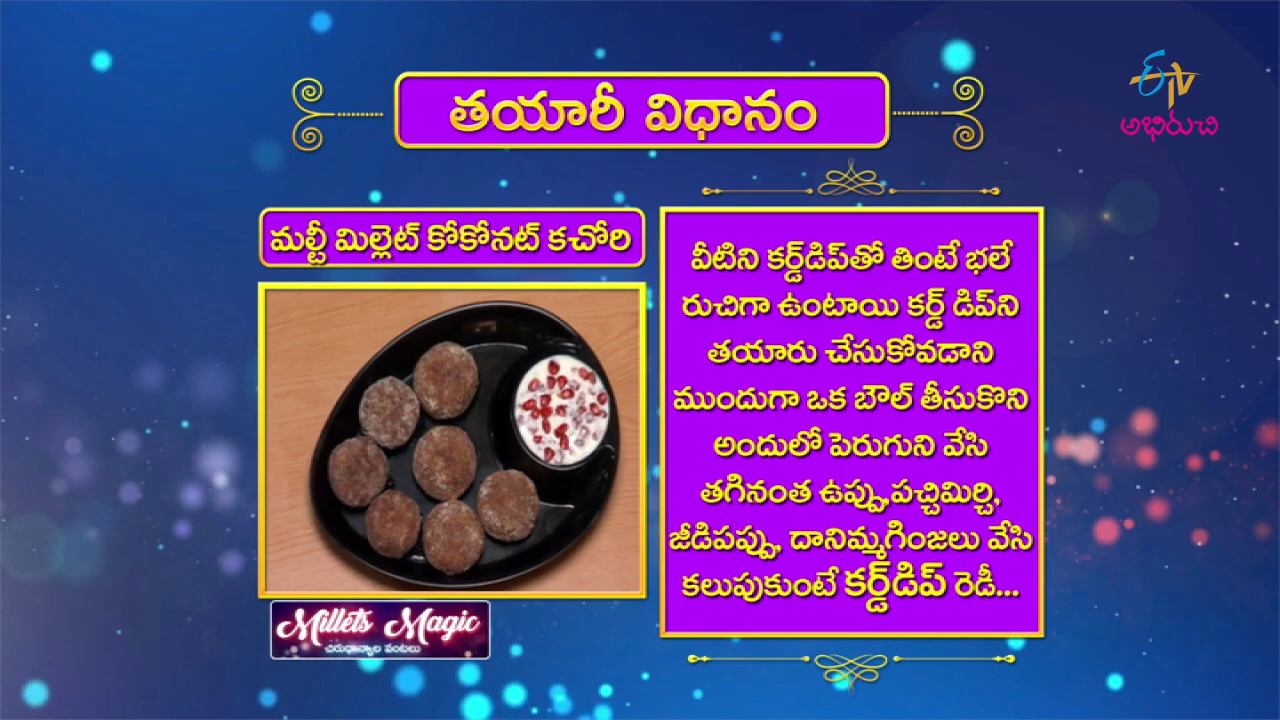 తయారీ విధానం
ETV
అభిరుచి
మల్టీ మిల్లెట్ కోకోనట్ కచోరి
వీటిని కర్డ్‌డిప్‌తో తింటే భలే
రుచిగా ఉంటాయి కర్డ్ డిప్‌ని
తయారు చేసుకోవడాని
ముందుగా ఒక బౌల్ తీసుకొని
అందులో పెరుగుని వేసి
తగినంత ఉప్పు,పచ్చిమిర్చి,
జీడిపప్పు, దానిమ్మగింజలు వేసి
కలుపుకుంటే కర్డ్‌డిప్ రెడీ...
Millets Magic
చిరుధాన్యాల వంటలు